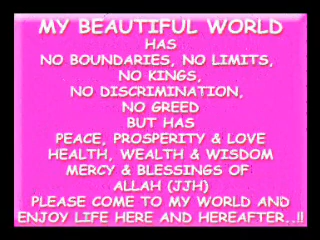 MY BEAUTIFUL WORLD
HAS
NO BOUNDARIES, NO LIMITS,
NO KINGS,
NO DISCRIMINATION,
NO GREED
BUT HAS
PEACE, PROSPERITY & LOVE
HEALTH, WEALTH & WISDOM
MERCY & BLESSINGS OF
ALLAH (JJH)
PLEASE COME TO MY WORLD AND
ENJOY LIFE HERE AND HEREAFTER..!!